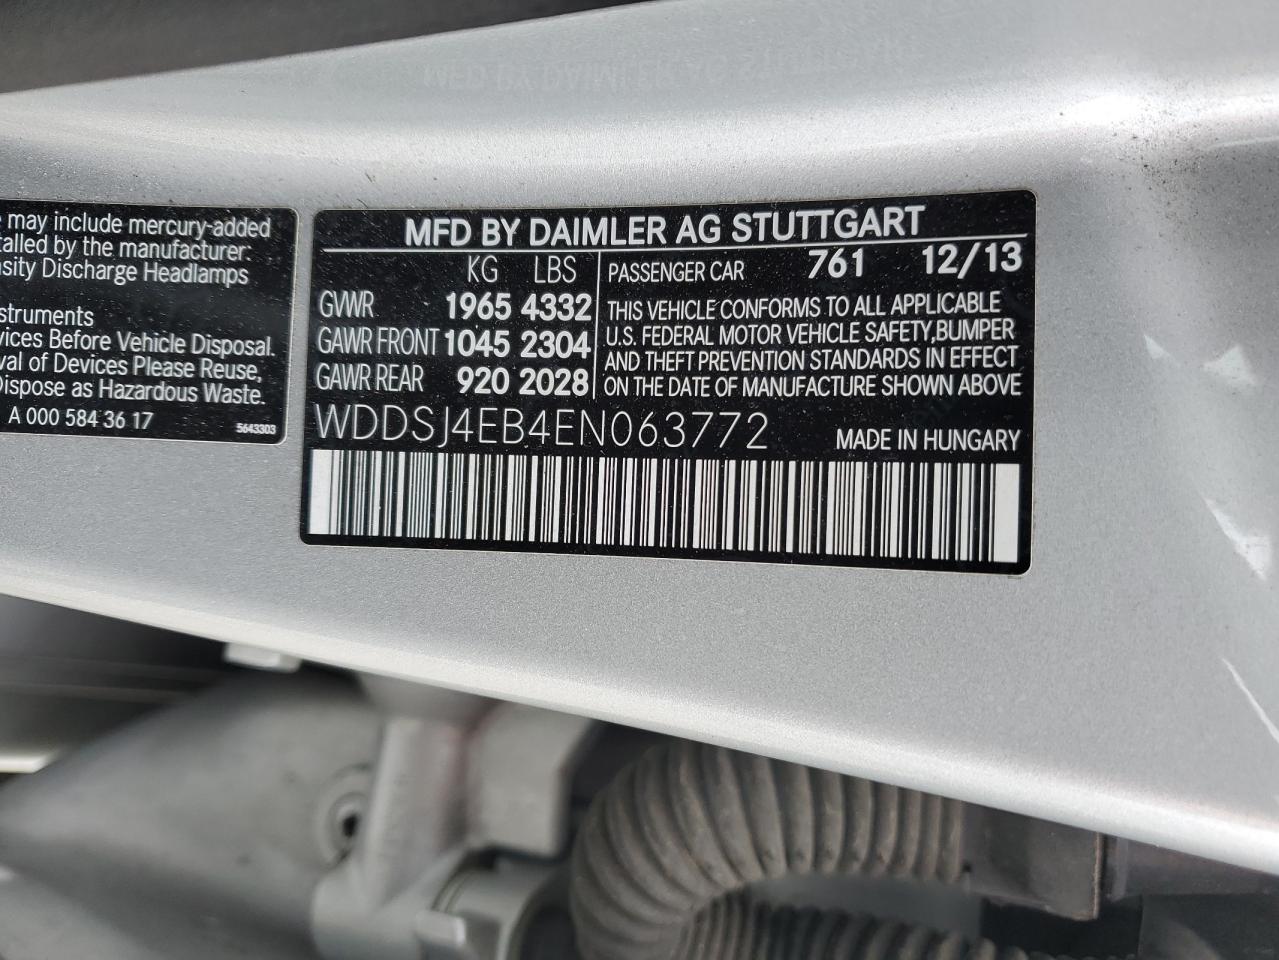 e may include mercury-added
talled by the manufacturer:
nsity Discharge Headlamps
struments
vices Before Vehicle Disposal.
val of Devices Please Reuse,
Dispose as Hazardous Waste.
A 000 584 36 17
5643303
MFD BY DAIMLER AG STUTTGART
KG LBS
GVWR 1965 4332
GAWR FRONT 1045 2304
GAWR REAR 920 2028
PASSENGER CAR 761 12/13
THIS VEHICLE CONFORMS TO ALL APPLICABLE
U.S. FEDERAL MOTOR VEHICLE SAFETY,BUMPER
AND THEFT PREVENTION STANDARDS IN EFFECT
ON THE DATE OF MANUFACTURE SHOWN ABOVE
WDDSJ4EB4EN063772
MADE IN HUNGARY